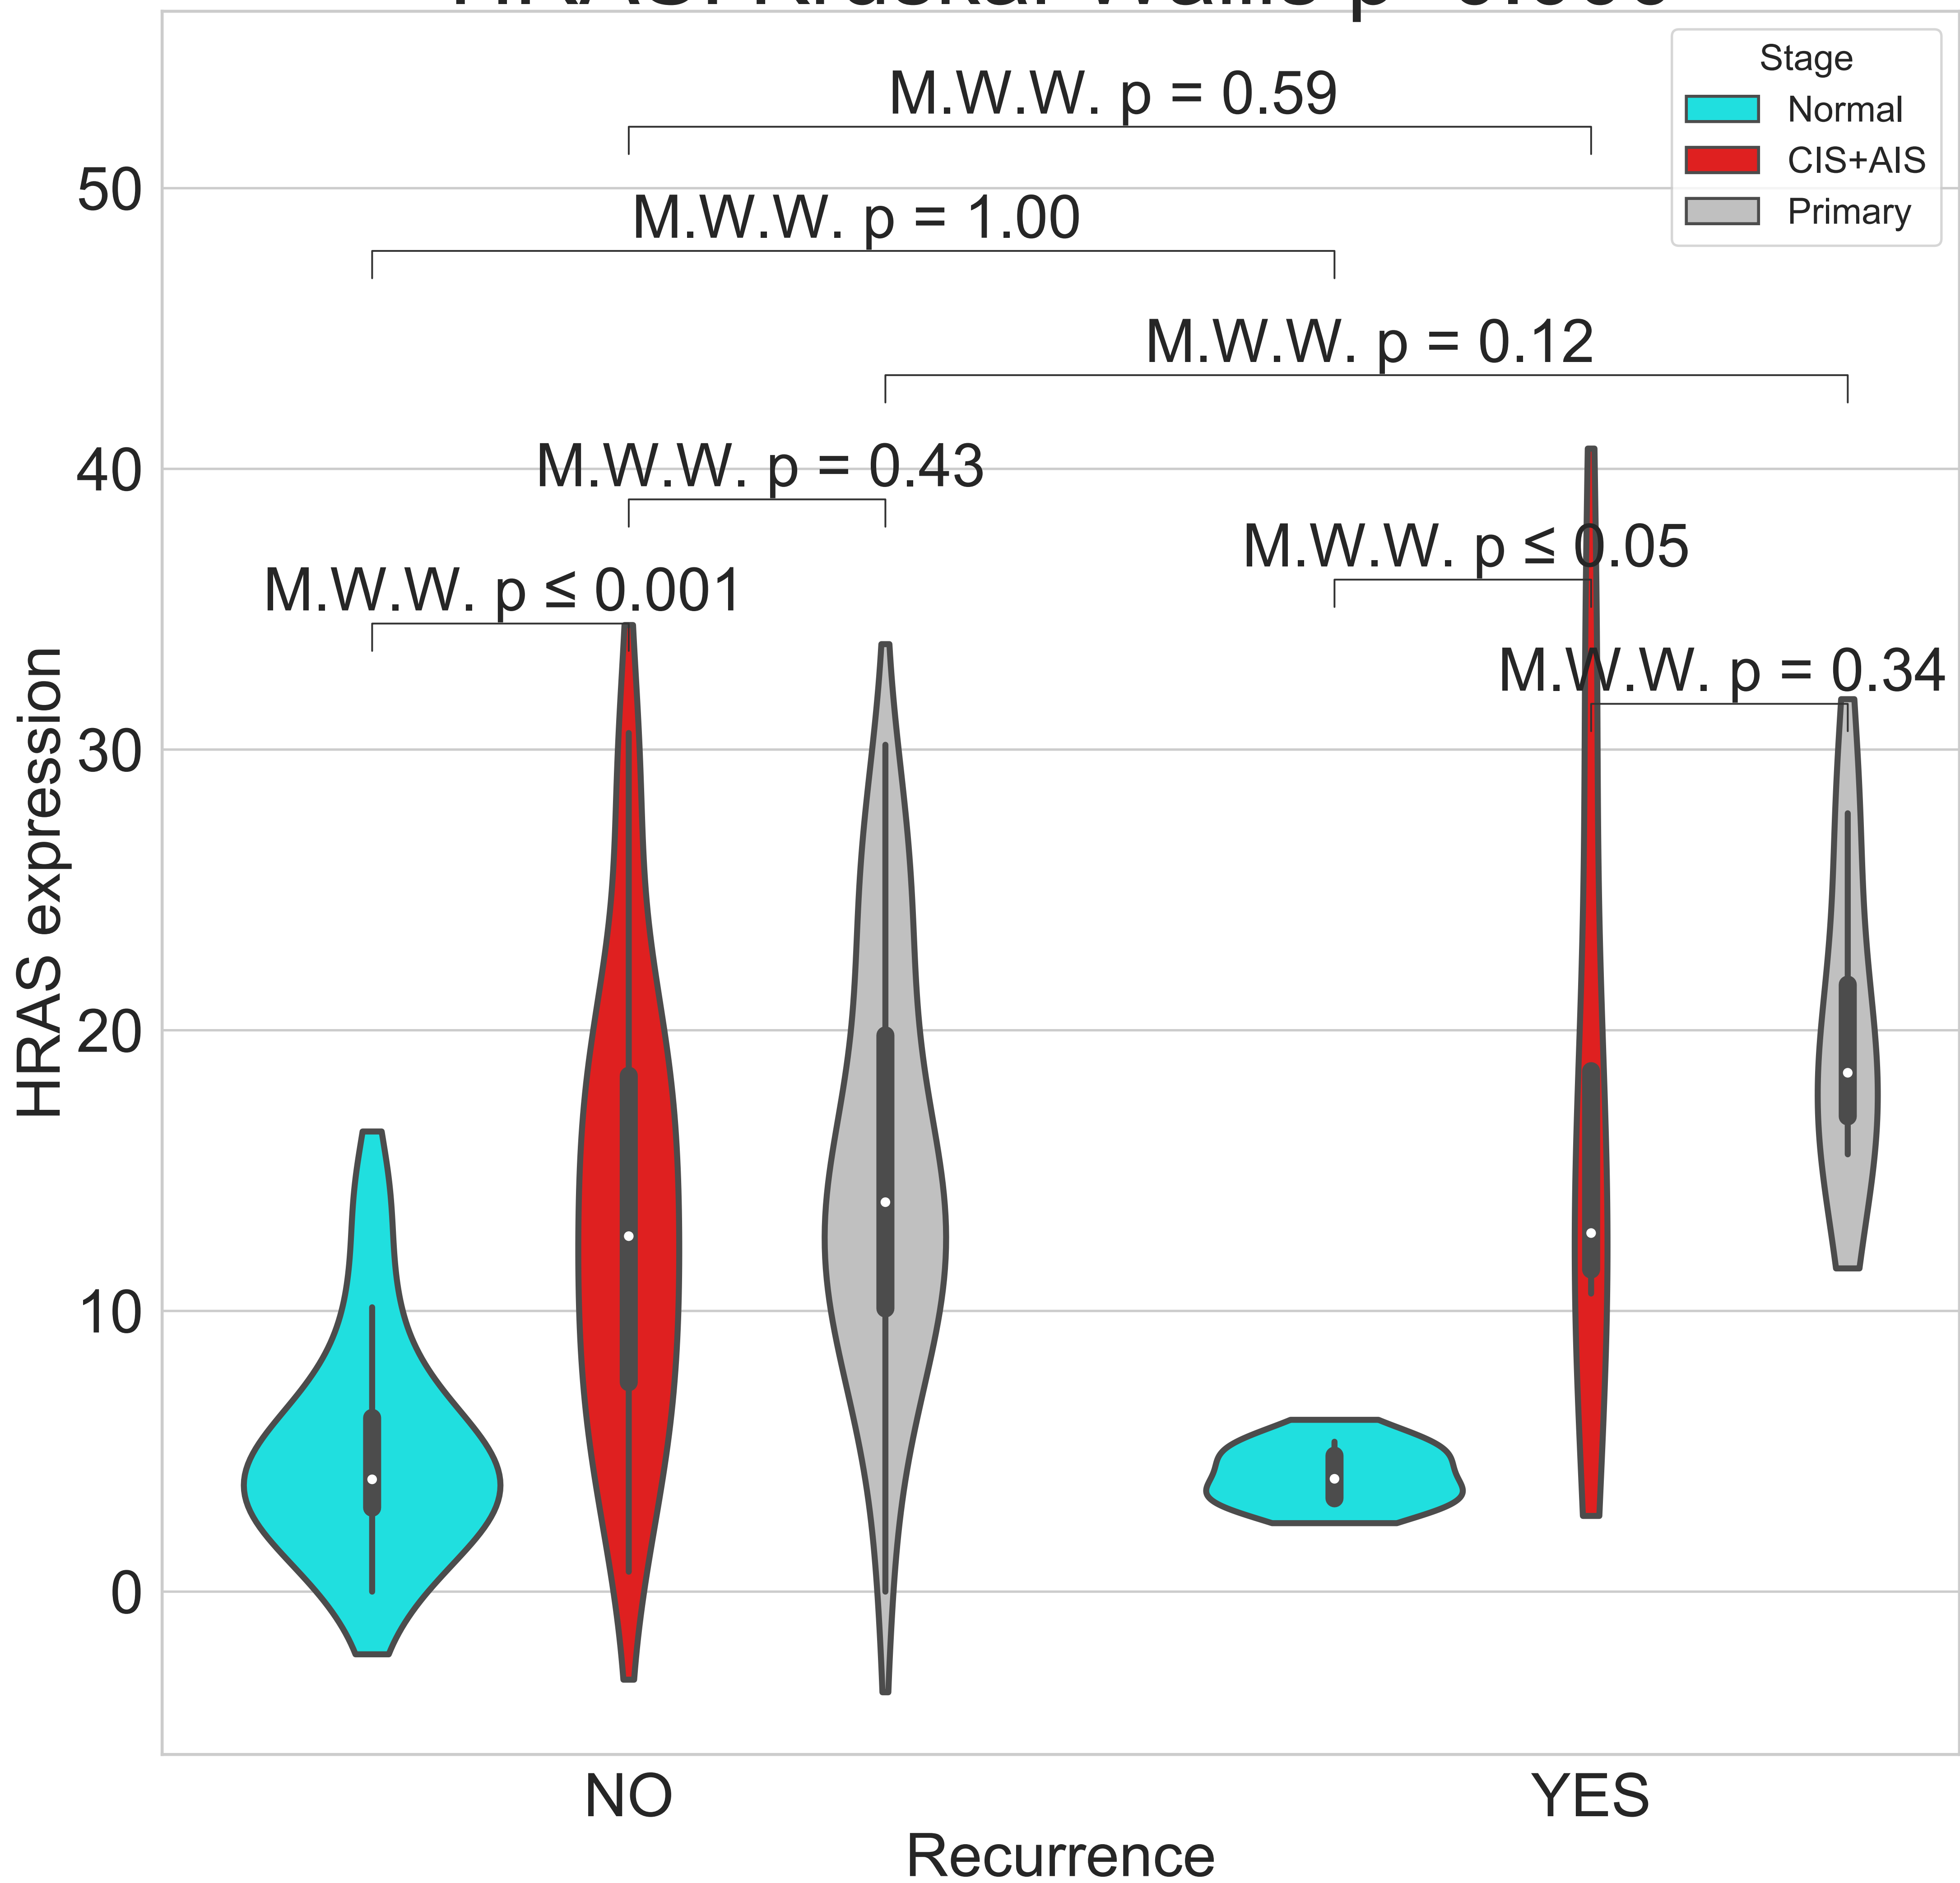 Stage
Normal
CIS+AIS
Primary
M.W.W. p = 0.59
M.W.W. p = 1.00
M.W.W. p = 0.12
M.W.W. p = 0.43
M.W.W. p ≤ 0.05
M.W.W. p ≤ 0.001
M.W.W. p = 0.34
50
40
30
20
10
0
HRAS expression
NO
YES
Recurrence